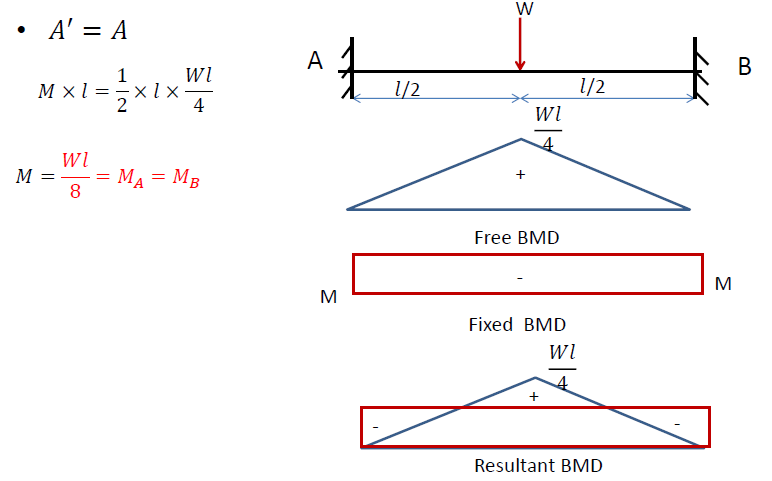 • A′ = A
M × l = 1/2 × l × Wl/4
M = Wl/8 = M_A = M_B
W
A
B
l/2
l/2
Wl/4
+
Free BMD
-
M
M
Fixed BMD
Wl/4
+
-
-
Resultant BMD